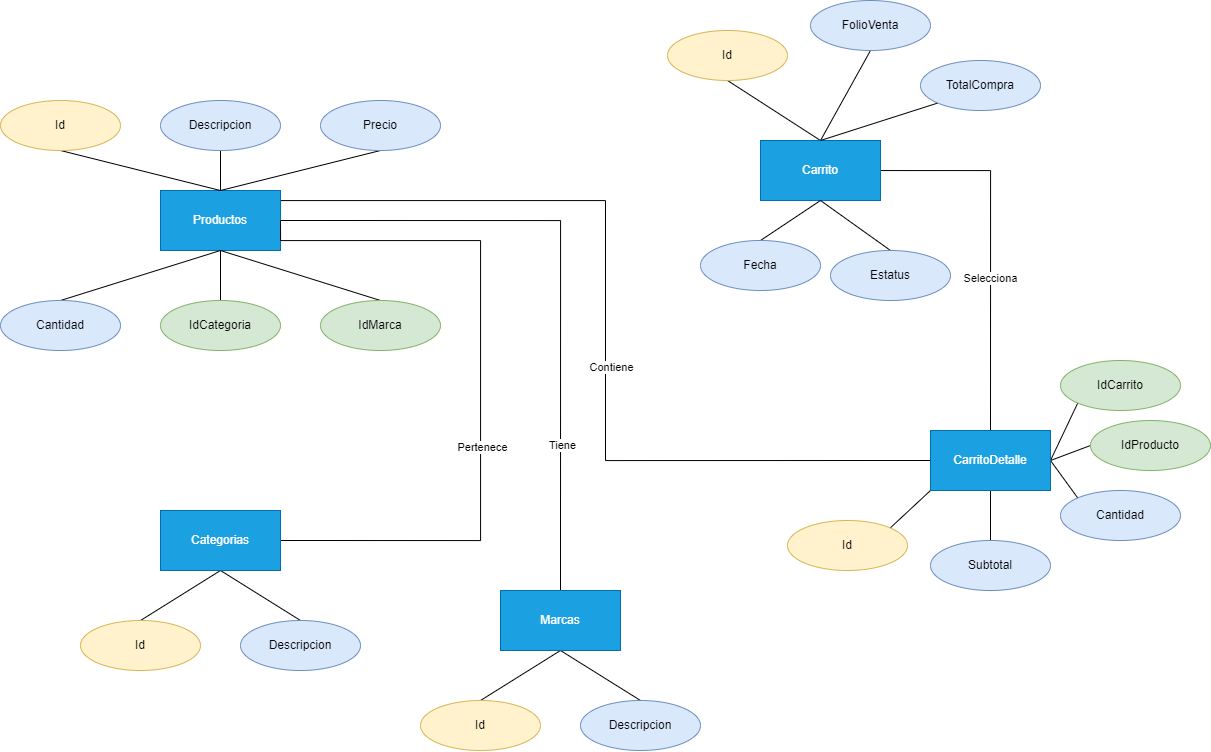 FolioVenta
Id
TotalCompra
Id
Descripcion
Precio
Carrito
Productos
Fecha
Estatus
Selecciona
Cantidad
IdCategoria
IdMarca
Contiene
IdCarrito
IdProducto
Pertenece
Tiene
CarritoDetalle
Cantidad
Categorias
Id
Subtotal
Marcas
Id
Descripcion
Id
Descripcion